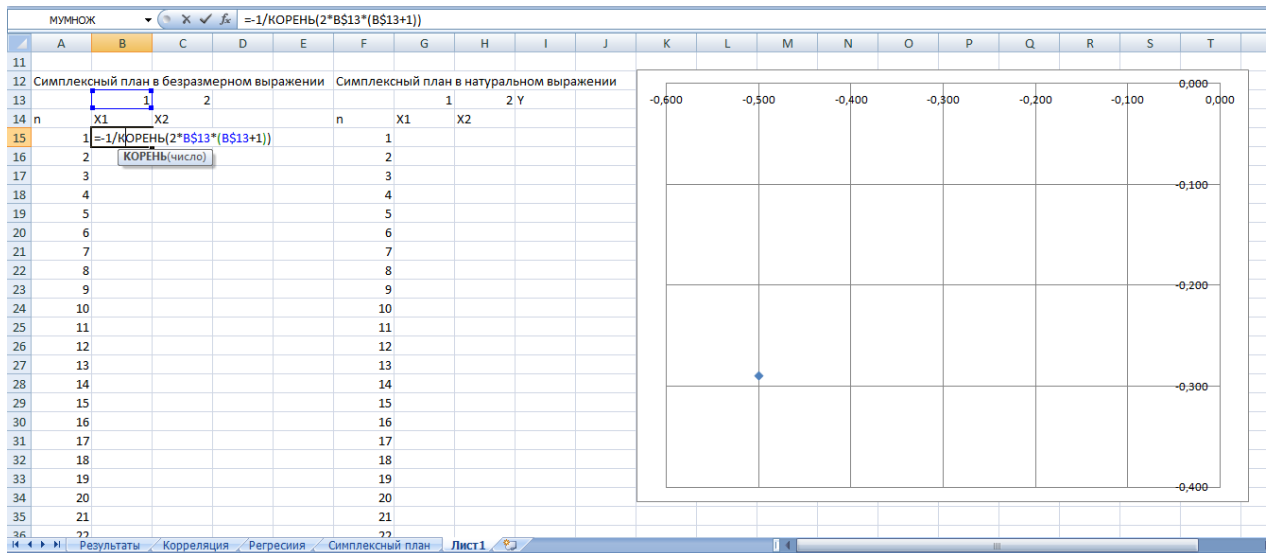 МУМНОЖ =-1/КОРЕНЬ(2*B$13*(B$13+1))
A B C D E F G H I J K L M N O P Q R S T
11
12 Симплексный план в безразмерном выражении Симплексный план в натуральном выражении
13 1 2 1 2 Y
14 n X1 X2 n X1 X2
15 1 =-1/КОРЕНЬ(2*B$13*(B$13+1)) 1
16 2 КОРЕНЬ(число) 2
17 3 3
18 4 4
19 5 5
20 6 6
21 7 7
22 8 8
23 9 9
24 10 10
25 11 11
26 12 12
27 13 13
28 14 14
29 15 15
30 16 16
31 17 17
32 18 18
33 19 19
34 20 20
35 21 21
36 22 22
0,000
-0,600 -0,500 -0,400 -0,300 -0,200 -0,100 0,000
-0,100
-0,200
-0,300
-0,400
Результаты Корреляция Регресиия Симплексный план Лист1